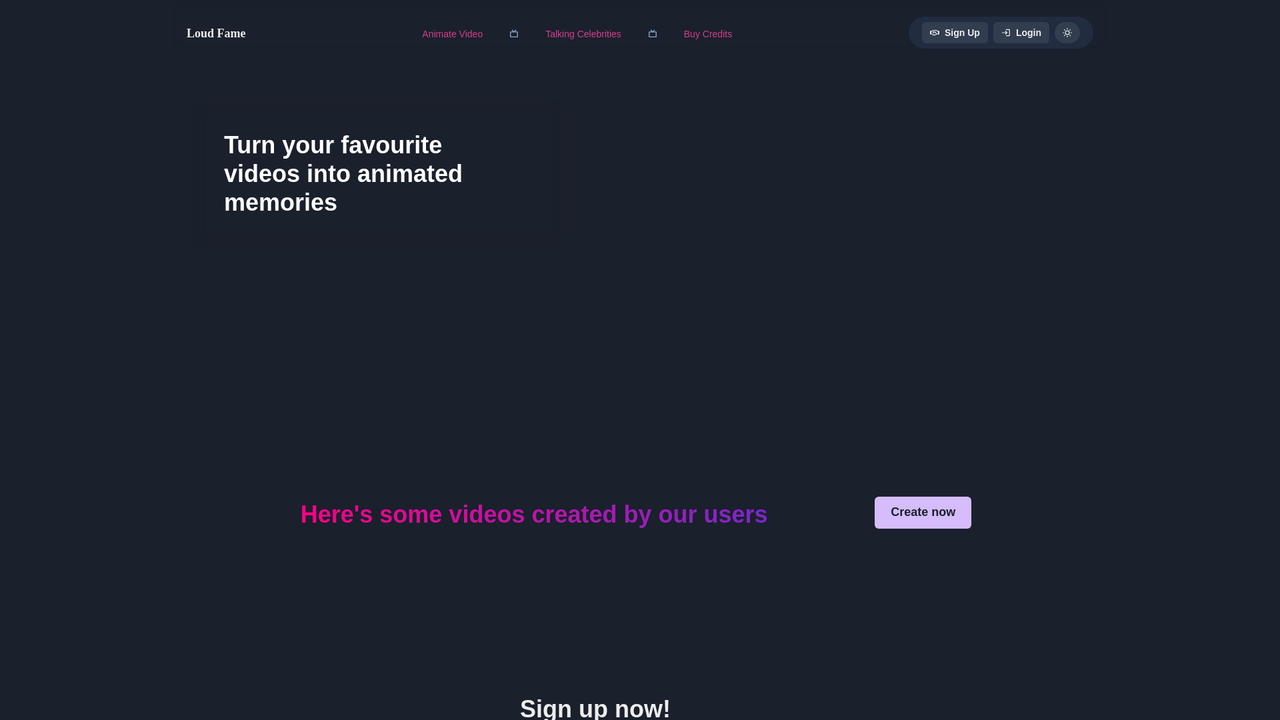 Loud Fame
Animate Video
Talking Celebrities
Buy Credits
Sign Up
Login
Turn your favourite
videos into animated
memories
Here's some videos created by our users
Create now
Sign up now!